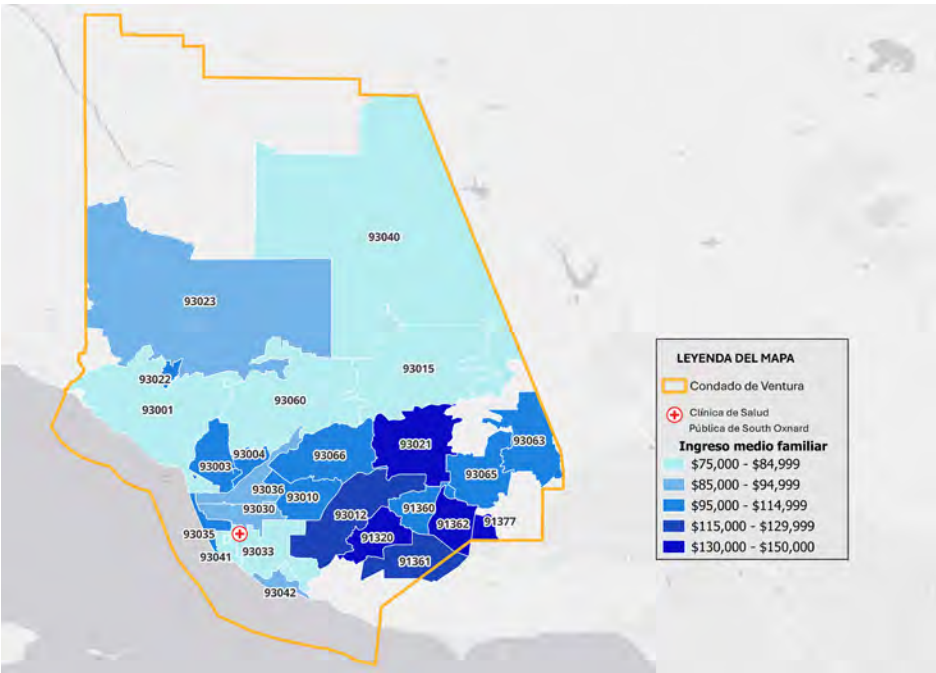 93040
93023
93015
93022
93060
93001
93021
93004
93066
93063
93003
93065
93036
93010
91360
93030
93012
91362
91377
93035
91320
93033
93041
91361
93042
LEYENDA DEL MAPA
Condado de Ventura
Clínica de Salud
Pública de South Oxnard
Ingreso medio familiar
$75,000 - $84,999
$85,000 - $94,999
$95,000 - $114,999
$115,000 - $129,999
$130,000 - $150,000